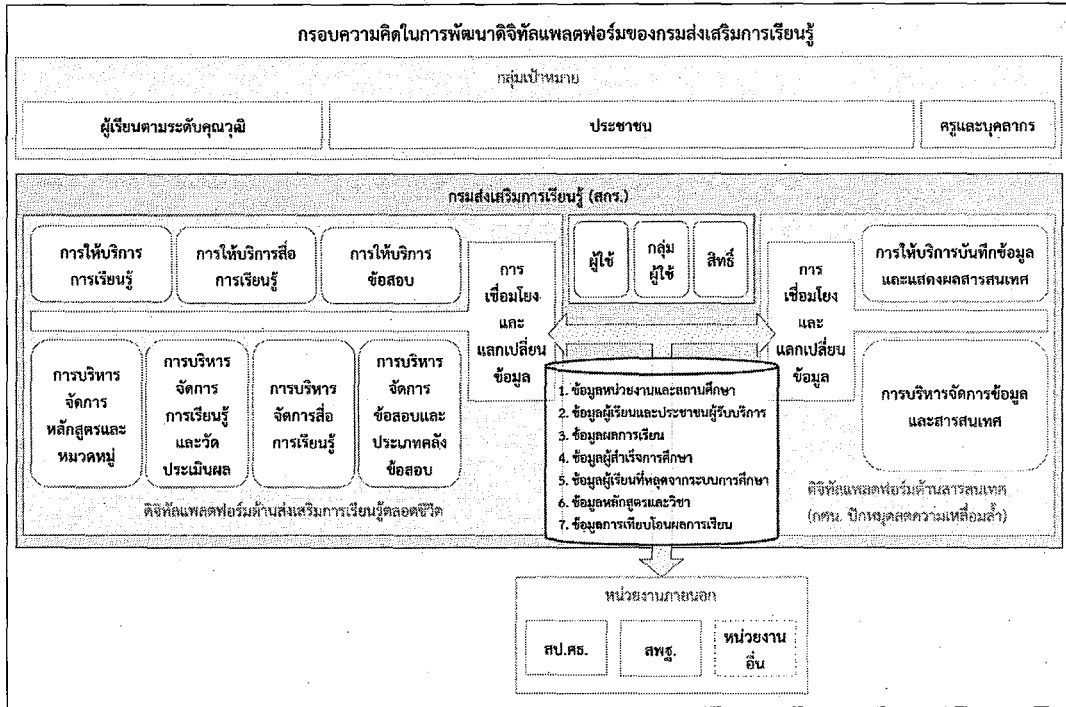 กรอบความคิดในการพัฒนาดิจิทัลแพลตฟอร์มของกรมส่งเสริมการเรียนรู้
กลุ่มเป้าหมาย
ผู้เรียนตามระดับคุณวุฒิ
ประชาชน
ครูและบุคลากร
กรมส่งเสริมการเรียนรู้ (สกร.)
การให้บริการ
การเรียนรู้
การให้บริการสื่อ
การเรียนรู้
การให้บริการ
ข้อสอบ
การ
เชื่อมโยง
และ
แลกเปลี่ยน
ข้อมูล
ผู้ใช้
กลุ่ม
ผู้ใช้
สิทธิ์
การ
เชื่อมโยง
และ
แลกเปลี่ยน
ข้อมูล
การให้บริการบันทึกข้อมูล
และแสดงผลสารสนเทศ
การบริหาร
จัดการ
หลักสูตรและ
หมวดหมู่
การบริหาร
จัดการ
การเรียนรู้
และวัด
ประเมินผล
การบริหาร
จัดการสื่อ
การเรียนรู้
การบริหาร
จัดการ
ข้อสอบและ
ประเภทคลัง
ข้อสอบ
1. ข้อมูลหน่วยงานและสถานศึกษา
2. ข้อมูลผู้เรียนและประชาชนผู้รับบริการ
3. ข้อมูลผลการเรียน
4. ข้อมูลผู้สำเร็จการศึกษา
5. ข้อมูลผู้เรียนที่หลุดจากระบบการศึกษา
6. ข้อมูลหลักสูตรและวิชา
7. ข้อมูลการเทียบโอนผลการเรียน
การบริหารจัดการข้อมูล
และสารสนเทศ
ดิจิทัลแพลตฟอร์มด้านส่งเสริมการเรียนรู้ตลอดชีวิต
ดิจิทัลแพลตฟอร์มด้านสารสนเทศ
(กศน. ปักหมุดลดความเหลื่อมล้ำ)
หน่วยงานภายนอก
สป.ศธ.
สพฐ.
หน่วยงาน
อื่น